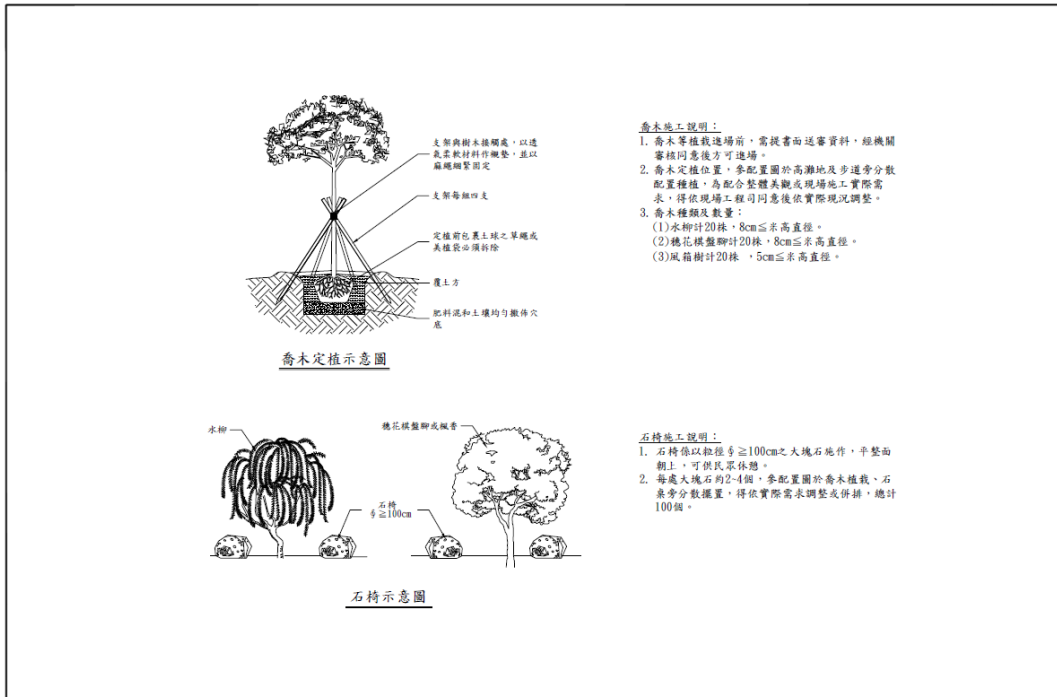 支架與樹木接觸處，以透
氣柔軟材料作襯墊，並以
麻繩綑緊固定
支架每組四支
定植前包裹土球之草繩或
美植袋必須拆除
覆土方
肥料混和土壤均勻撒佈穴
底
喬木定植示意圖
喬木施工說明：
1. 喬木等植栽進場前，需提書面送審資料，經機關
審核同意後方可進場。
2. 喬木定植位置，參配置圖於高灘地及步道旁分散
配置種植，為配合整體美觀或現場施工實際需
求，得依現場工程司同意後依實際現況調整。
3. 喬木種類及數量：
(1)水柳計20株，8cm≦米高直徑。
(2)穗花棋盤腳計20株，8cm≦米高直徑。
(3)風箱樹計20株 ，5cm≦米高直徑。
水柳
穗花棋盤腳或楓香
石椅
≧100cm
石椅示意圖
石椅施工說明：
1. 石椅係以粒徑≧100cm之大塊石施作，平整面
朝上，可供民眾休憩。
2. 每處大塊石約2~4個，參配置圖於喬木植栽、石
桌旁分散擺置，得依實際需求調整或併排，總計
100個。